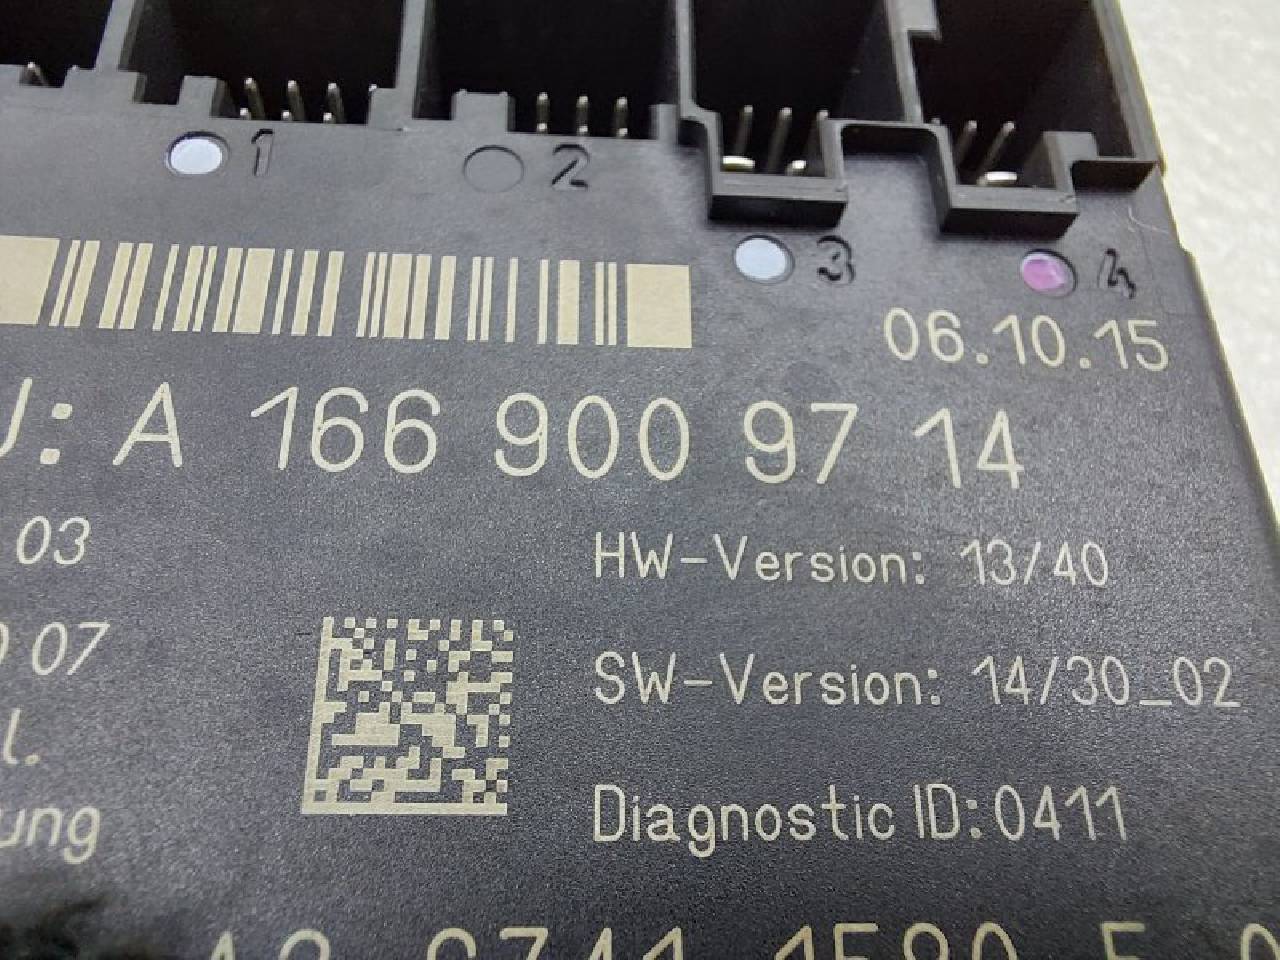 1 2
3 4
06.10.15
U: A 166 900 97 14
03 HW-Version: 13/40
07 SW-Version: 14/30_02
l.
ung Diagnostic ID: 0411